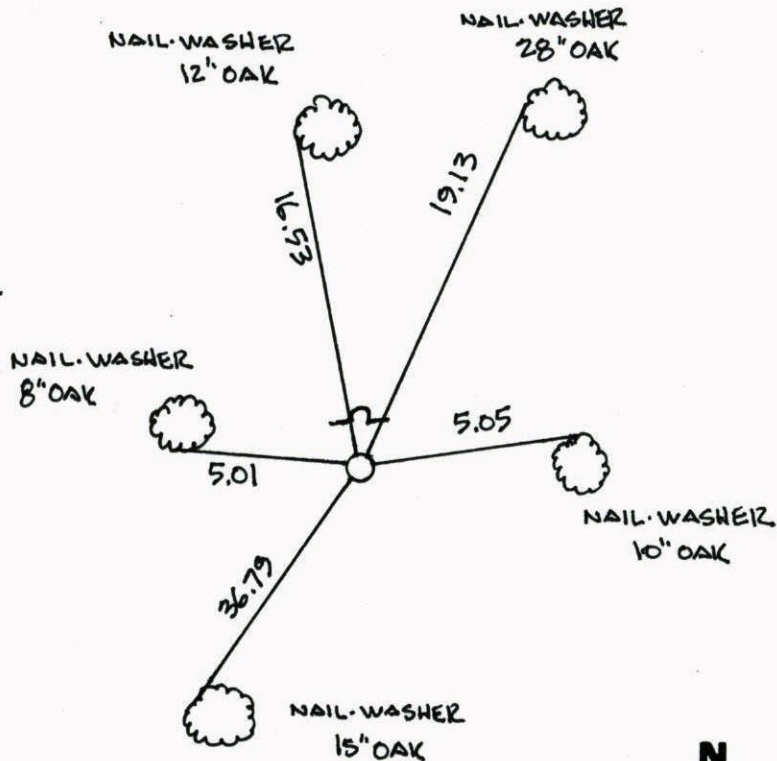 NAIL·WASHER
12" OAK
NAIL·WASHER
28" OAK
16.53
19.13
NAIL·WASHER
8" OAK
5.01
5.05
NAIL·WASHER
10" OAK
36.79
NAIL·WASHER
15" OAK
N